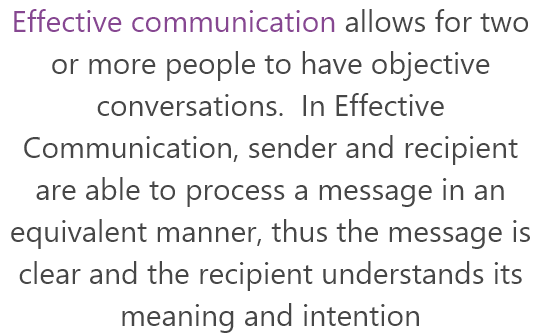 Effective communication allows for two
or more people to have objective
conversations.  In Effective
Communication, sender and recipient
are able to process a message in an
equivalent manner, thus the message is
clear and the recipient understands its
meaning and intention